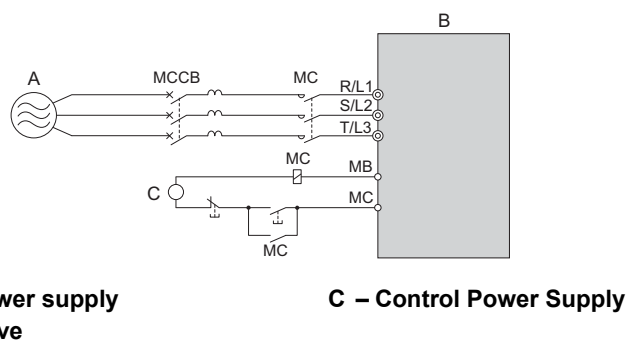 B
A
MCCB
MC
R/L1
S/L2
T/L3
MC
MB
C
MC
MC
wer supply
C – Control Power Supply
ve